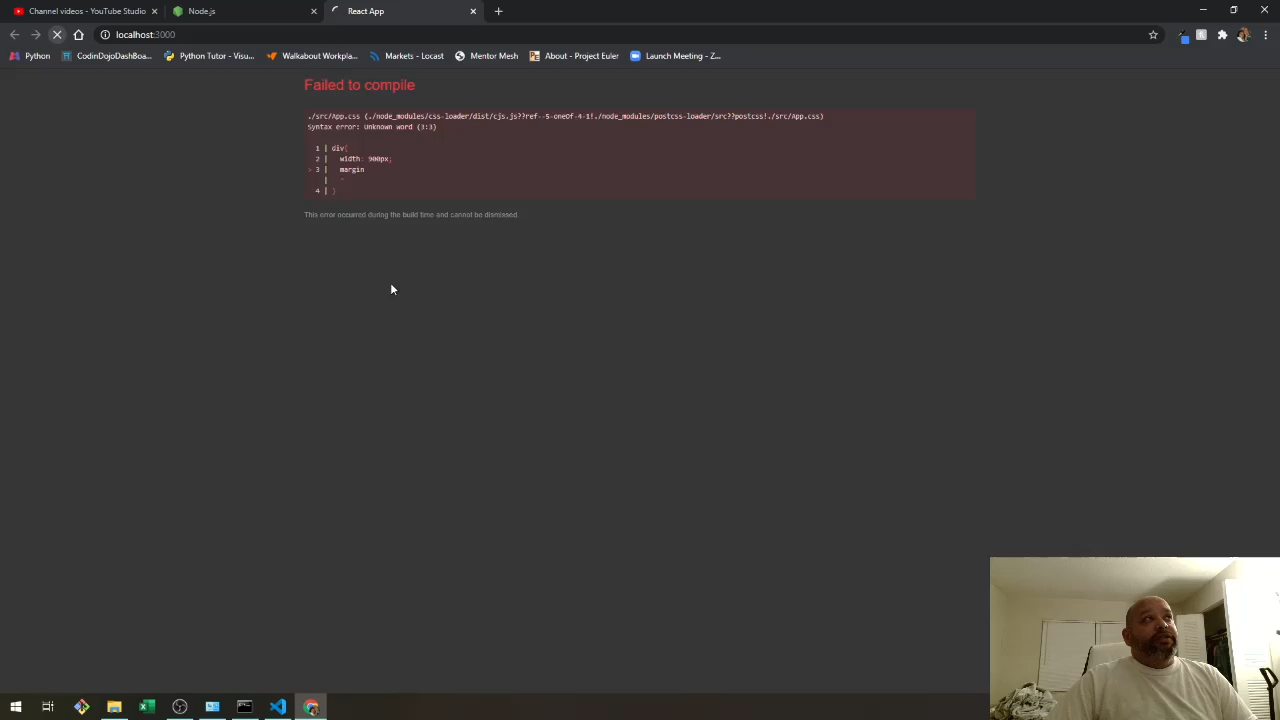 Channel videos - YouTube Studio
Node.js
React App
localhost:3000
Python
CodinDojoDashBoa...
Python Tutor - Visu...
Walkabout Workpla...
Markets - Locast
Mentor Mesh
About - Project Euler
Launch Meeting - Z...
Failed to compile
./src/App.css (./node_modules/css-loader/dist/cjs.js??ref--5-oneOf-4-1!./node_modules/postcss-loader/src??postcss!./src/App.css)
Syntax error: Unknown word (3:3)
1 | div{
2 | width: 900px;
> 3 | margin
| ^
4 | }
This error occurred during the build time and cannot be dismissed.